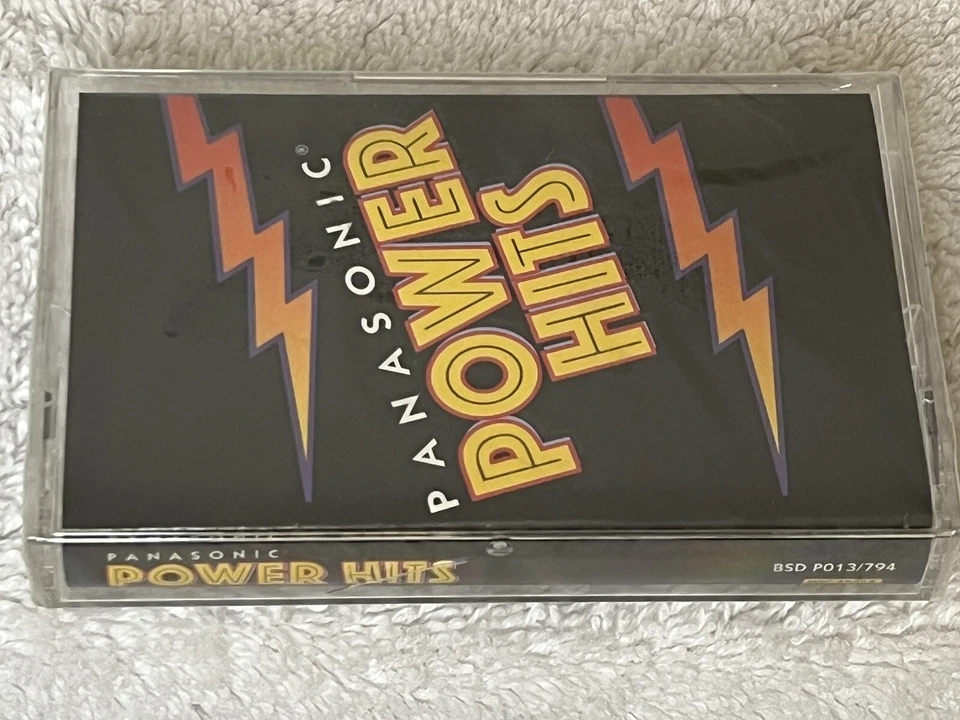 PANASONIC®
POWER
HITS
PANASONIC
POWER HITS
BSD P013/794